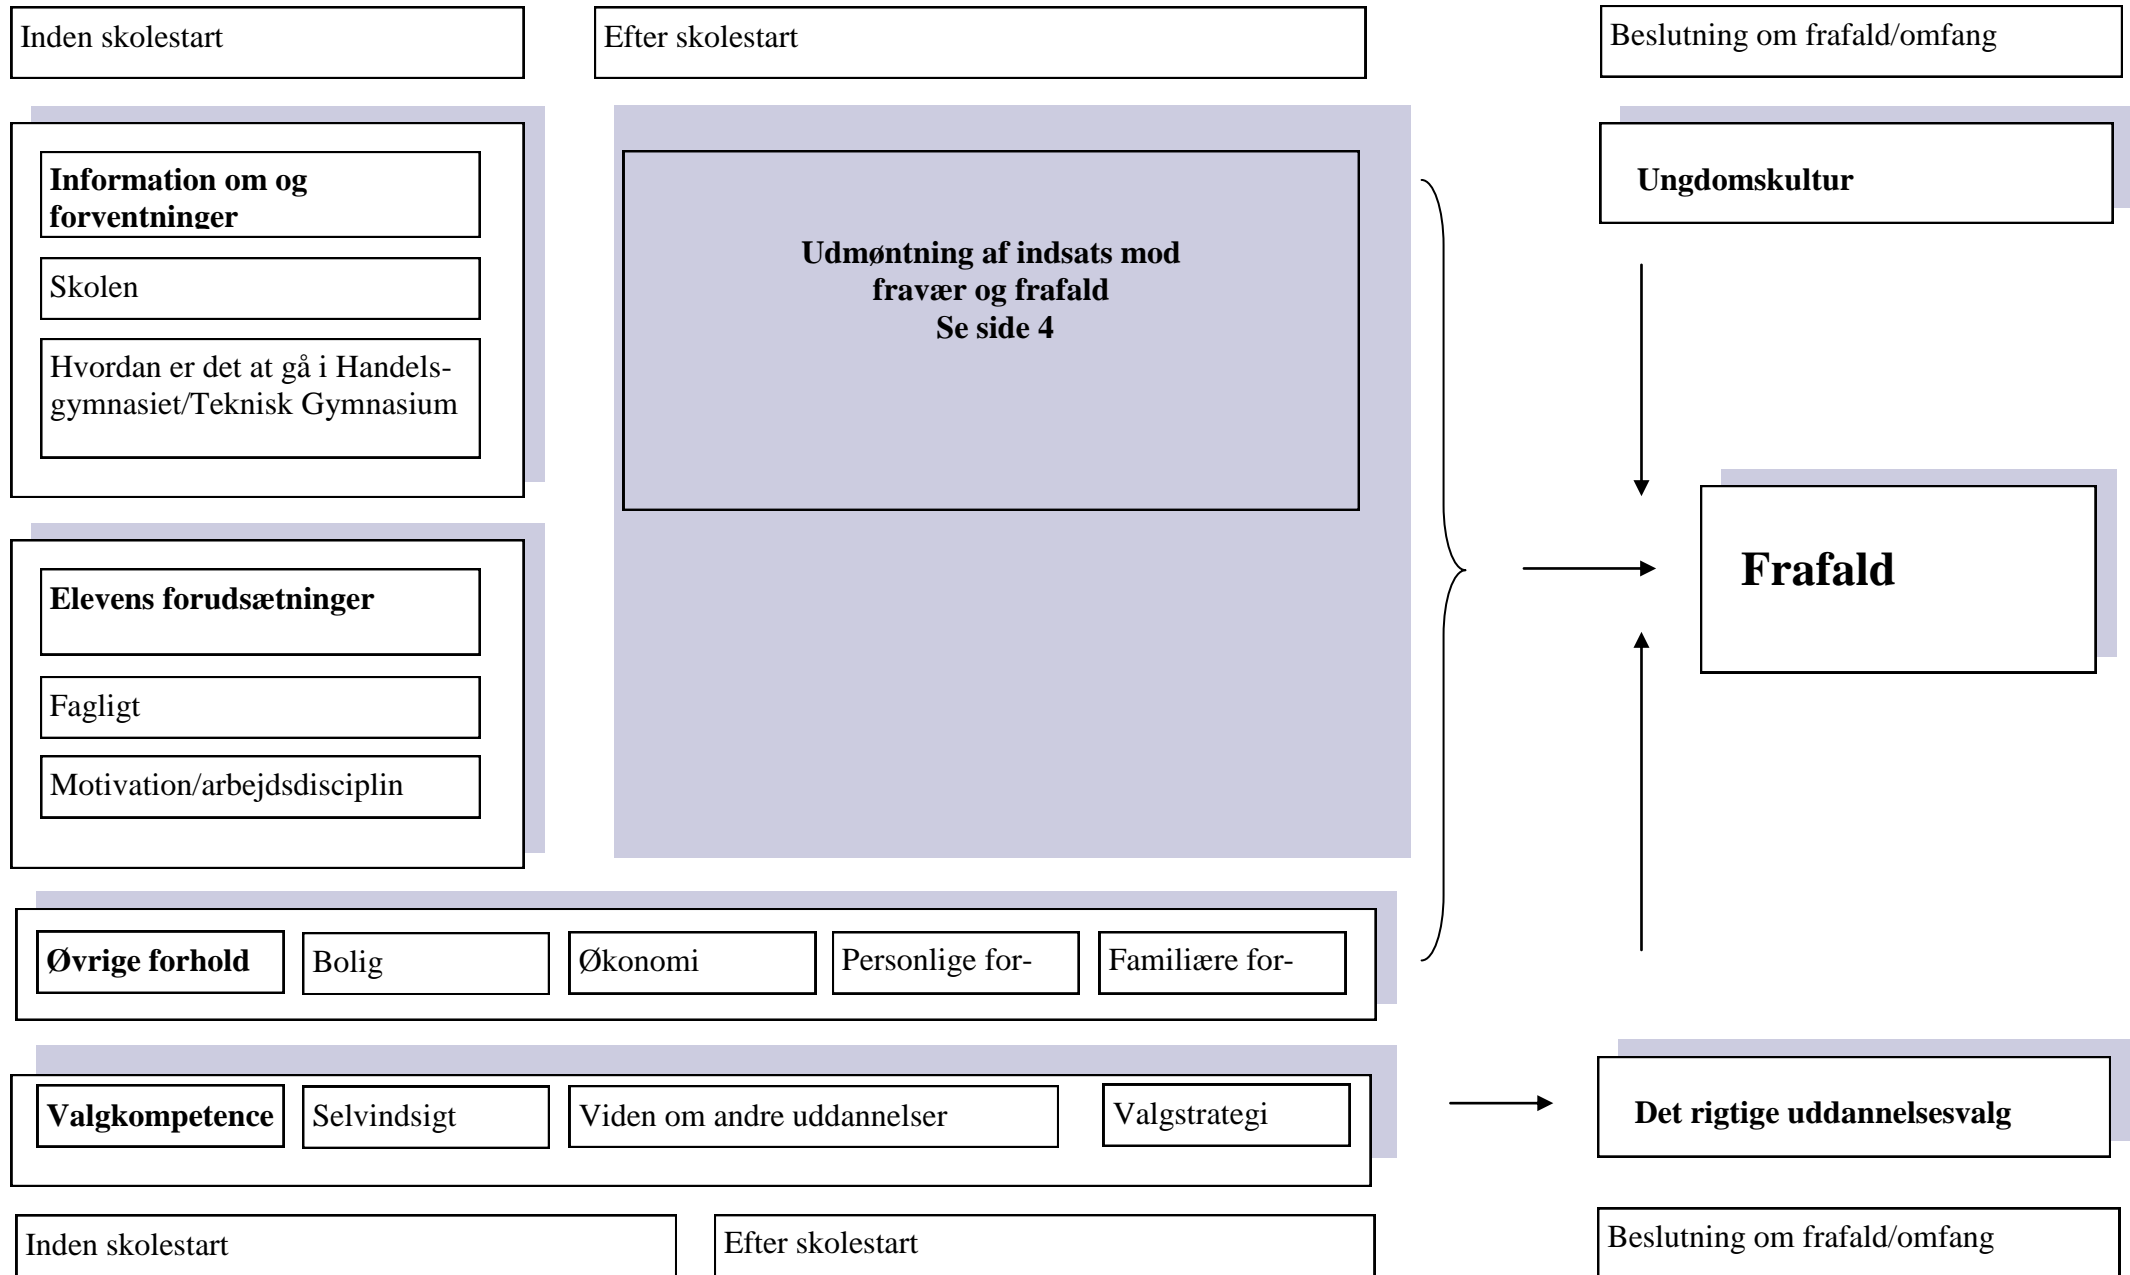 Inden skolestart
Efter skolestart
Beslutning om frafald/omfang
Information om og
forventninger
Skolen
Hvordan er det at gå i Handels-
gymnasiet/Teknisk Gymnasium
Udmøntning af indsats mod
fravær og frafald
Se side 4
Ungdomskultur
Elevens forudsætninger
Fagligt
Motivation/arbejdsdisciplin
Frafald
Øvrige forhold
Bolig
Økonomi
Personlige for-
Familiære for-
Valgkompetence
Selvindsigt
Viden om andre uddannelser
Valgstrategi
Det rigtige uddannelsesvalg
Inden skolestart
Efter skolestart
Beslutning om frafald/omfang